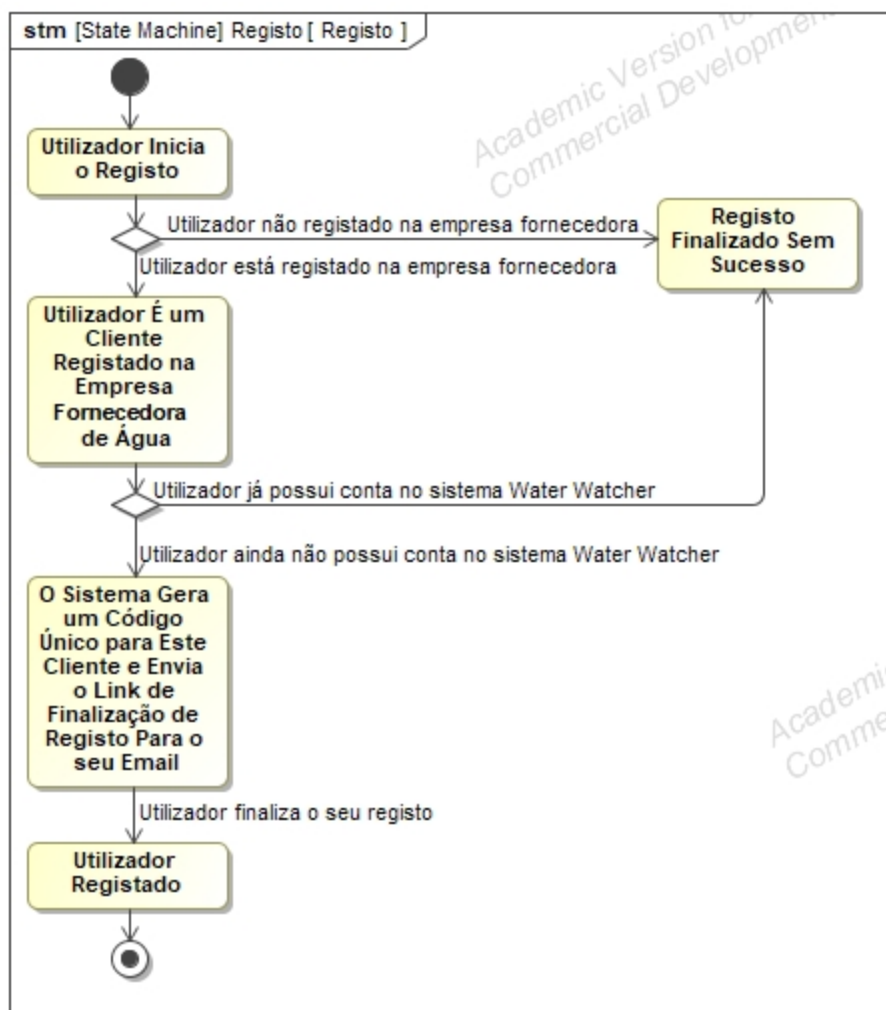 stm [State Machine] Registo [ Registo ]
Academic Version for
Commercial Development
Utilizador Inicia
o Registo
Utilizador não registado na empresa fornecedora
Registo
Finalizado Sem
Sucesso
Utilizador está registado na empresa fornecedora
Utilizador É um
Cliente
Registado na
Empresa
Fornecedora
de Água
Utilizador já possui conta no sistema Water Watcher
Utilizador ainda não possui conta no sistema Water Watcher
O Sistema Gera
um Código
Único para Este
Cliente e Envia
o Link de
Finalização de
Registo Para o
seu Email
Utilizador finaliza o seu registo
Utilizador
Registado